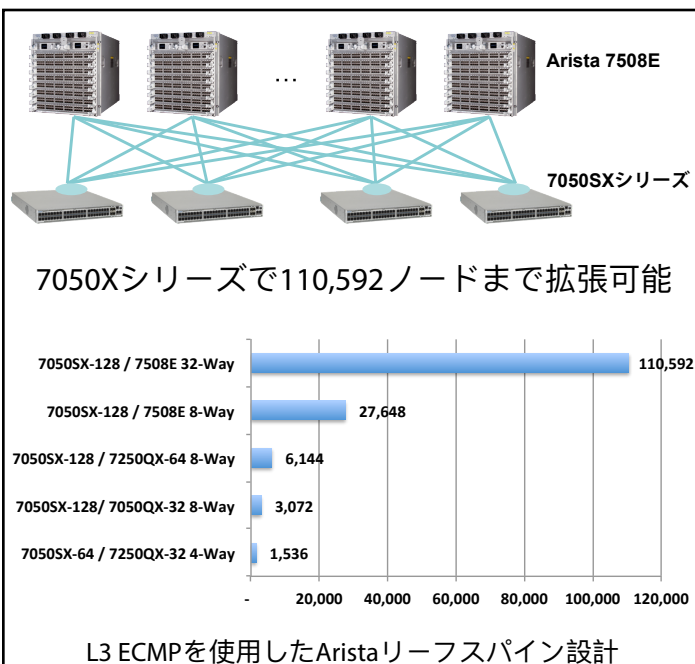 Arista 7508E
...
7050SXシリーズ
7050Xシリーズで110,592ノードまで拡張可能
7050SX-128 / 7508E 32-Way
110,592
7050SX-128 / 7508E 8-Way
27,648
7050SX-128 / 7250QX-64 8-Way
6,144
7050SX-128/ 7050QX-32 8-Way
3,072
7050SX-64 / 7250QX-32 4-Way
1,536
- 20,000 40,000 60,000 80,000 100,000 120,000
L3 ECMPを使用したAristaリーフスパイン設計